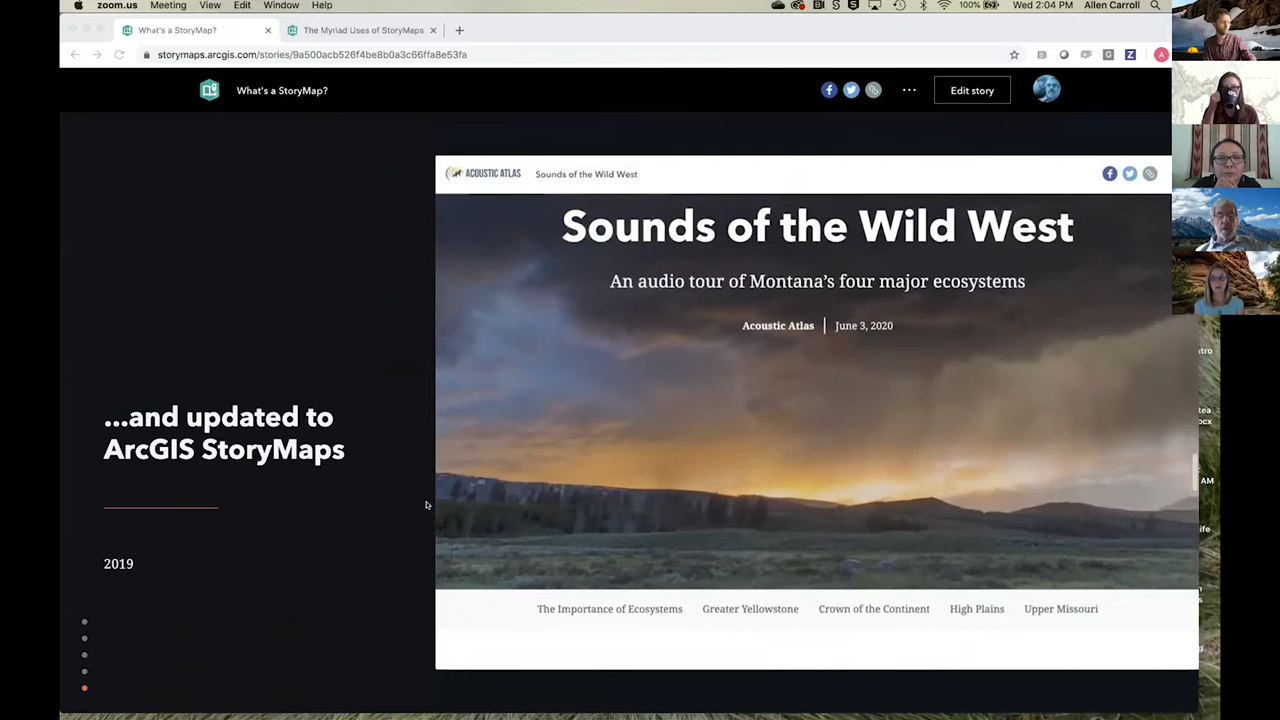 zoom.us Meeting View Edit Window Help
100% Wed 2:04 PM Allen Carroll
What's a StoryMap?
The Myriad Uses of StoryMaps
storymaps.arcgis.com/stories/9a500acb526f4be8b0a3c66ffa8e53fa
What's a StoryMap?
Edit story
ACOUSTIC ATLAS
Sounds of the Wild West
Sounds of the Wild West
An audio tour of Montana's four major ecosystems
Acoustic Atlas | June 3, 2020
...and updated to
ArcGIS StoryMaps
2019
The Importance of Ecosystems Greater Yellowstone Crown of the Continent High Plains Upper Missouri
AM